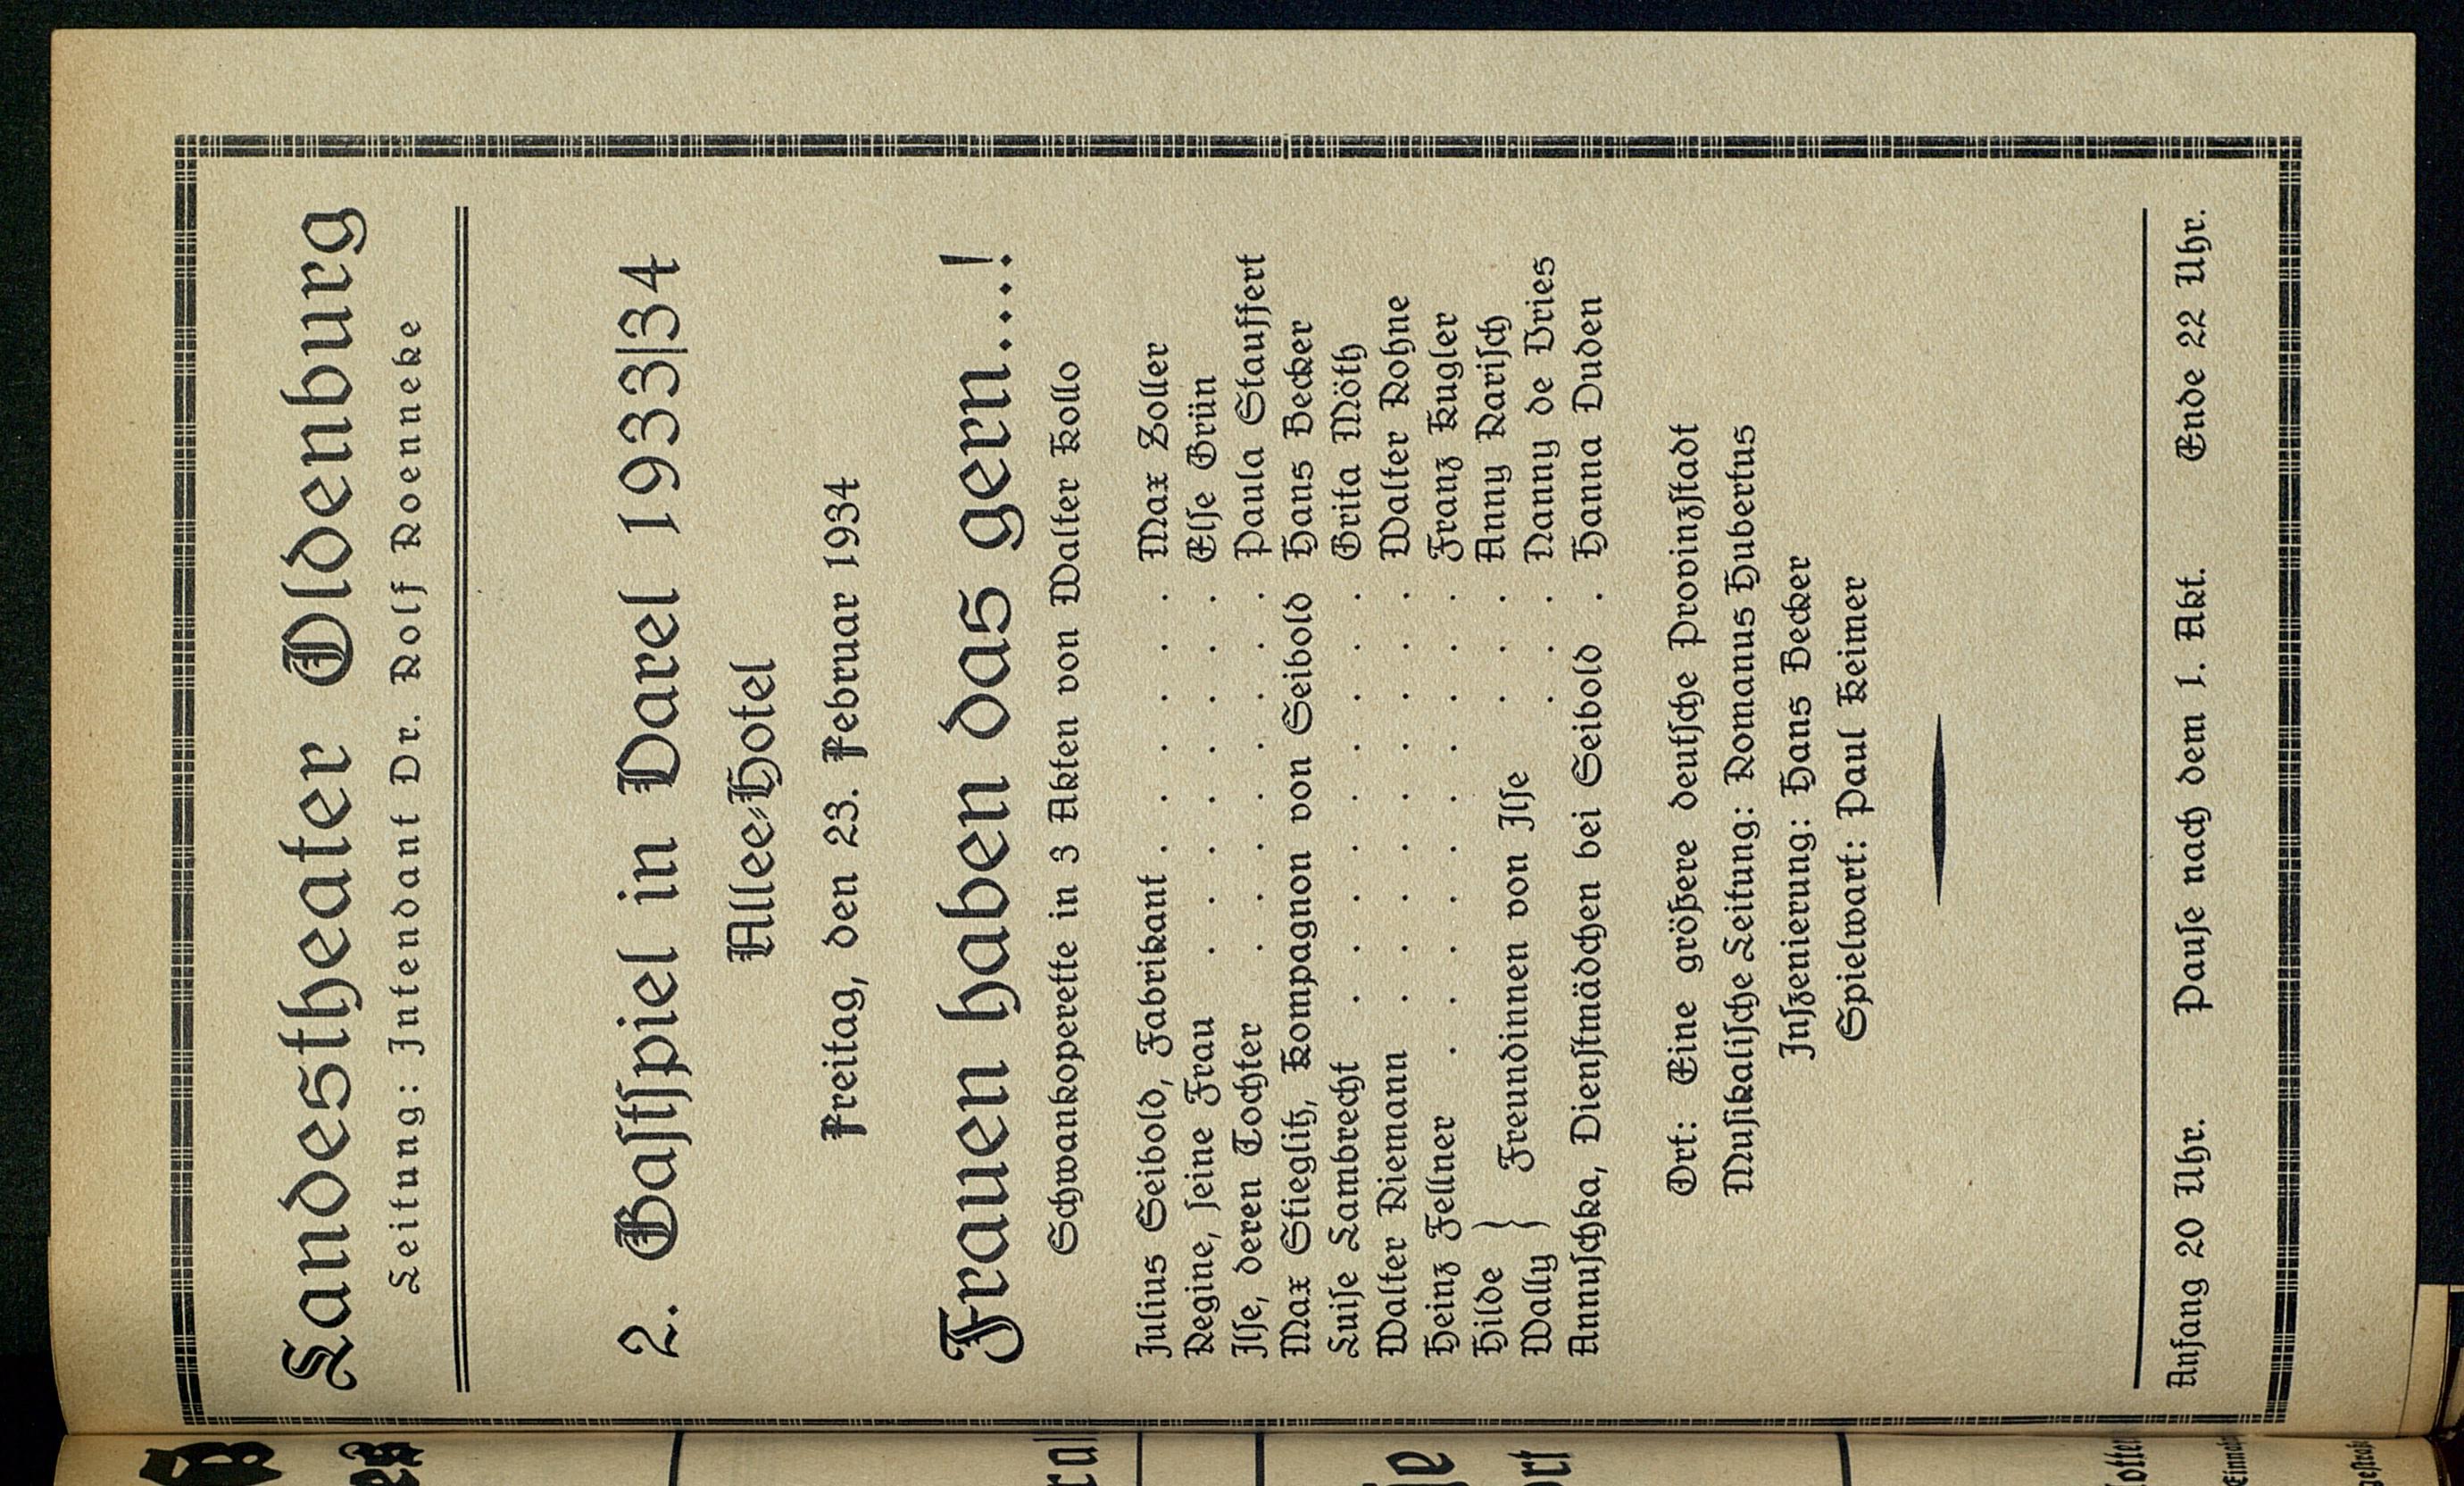 Landestheater Oldenburg
Leitung: Intendant Dr. Rolf Roenneke
2. Gastspiel in Varel 1933/34
Allee-Hotel
Freitag, den 23. Februar 1934
Frauen haben das gern....!
Schwankoperette in 3 Akten von Walter Kollo
Julius Seibold, Fabrikant . . . . . . . Max Zoller
Regine, seine Frau . . . . . . . . Else Grün
Ilse, deren Tochter . . . . . . . . Paula Stauffert
Max Stieglitz, Kompagnon von Seibold Hans Becker
Luise Lambrecht . . . . . . . . . Grita Möth
Walter Riemann . . . . . . . . . Walter Rohne
Heinz Fellner . . . . . . . . . . Franz Kugler
Hilde } Freundinnen von Ilse . . . Anny Rarisch
Wally } . . . Nanny de Vries
Annuschka, Dienstmädchen bei Seibold . Hanna Duden
Ort: Eine größere deutsche Provinzstadt
Musikalische Leitung: Romanus Hubertus
Inszenierung: Hans Becker
Spielwart: Paul Keimer
Anfang 20 Uhr. Pause nach dem 1. Akt. Ende 22 Uhr.